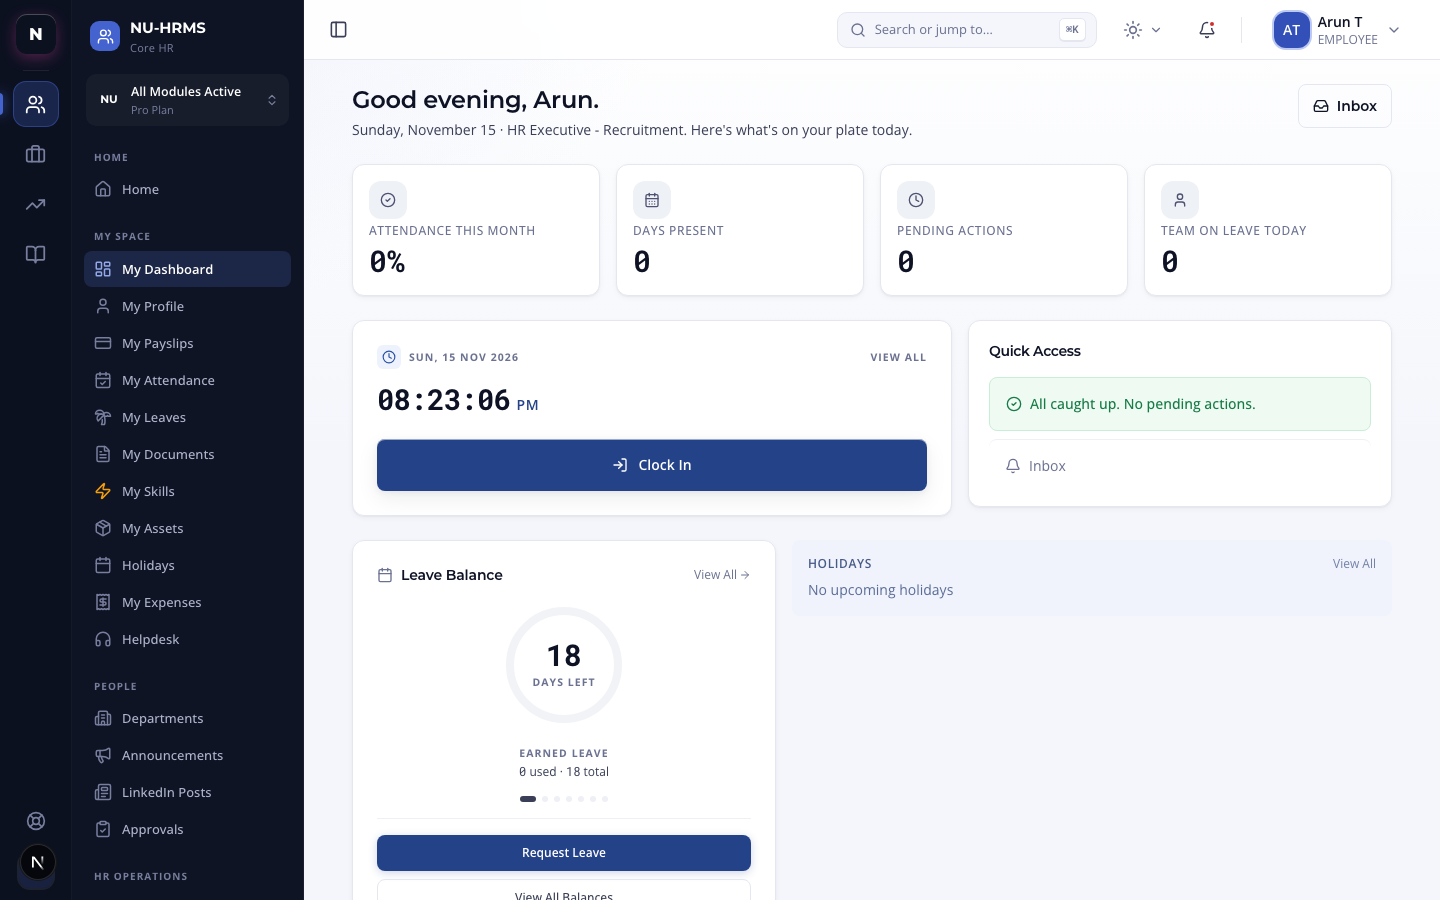 N
NU-HRMS
Core HR
NU
All Modules Active
Pro Plan
HOME
Home
MY SPACE
My Dashboard
My Profile
My Payslips
My Attendance
My Leaves
My Documents
My Skills
My Assets
Holidays
My Expenses
Helpdesk
PEOPLE
Departments
Announcements
LinkedIn Posts
Approvals
HR OPERATIONS
N
Search or jump to...
⌘K
AT
Arun T
EMPLOYEE
Good evening, Arun.
Sunday, November 15 · HR Executive - Recruitment. Here's what's on your plate today.
Inbox
ATTENDANCE THIS MONTH
0%
DAYS PRESENT
0
PENDING ACTIONS
0
TEAM ON LEAVE TODAY
0
SUN, 15 NOV 2026
VIEW ALL
08:23:06 PM
Clock In
Quick Access
All caught up. No pending actions.
Inbox
Leave Balance
View All
18
DAYS LEFT
EARNED LEAVE
0 used · 18 total
Request Leave
View All Balances
HOLIDAYS
View All
No upcoming holidays